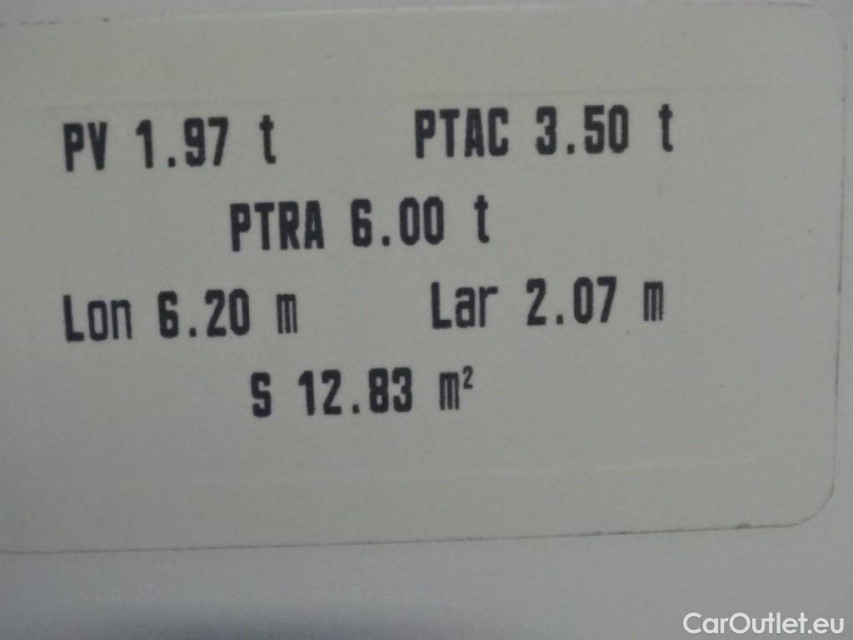 PV 1.97 t PTAC 3.50 t
PTRA 6.00 t
Lon 6.20 m Lar 2.07 m
S 12.83 m²
CarOutlet.eu